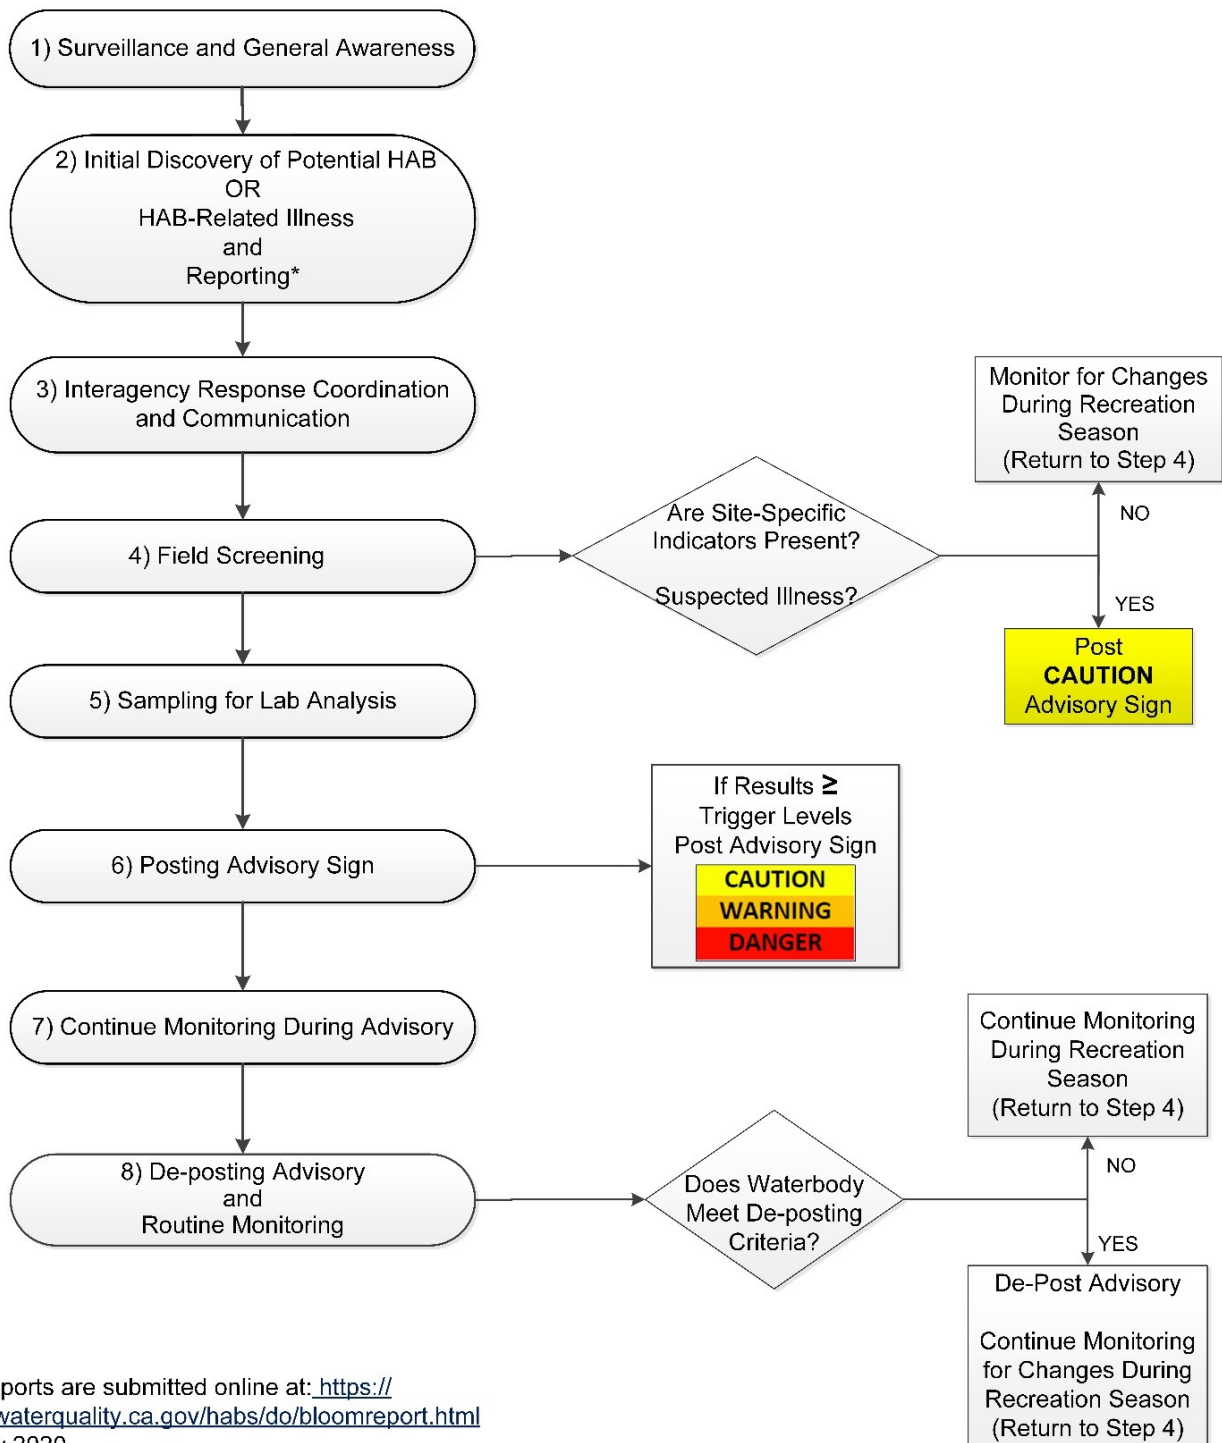 1) Surveillance and General Awareness
2) Initial Discovery of Potential HAB
OR
HAB-Related Illness
and
Reporting*
3) Interagency Response Coordination
and Communication
4) Field Screening
Are Site-Specific
Indicators Present?
Suspected Illness?
Monitor for Changes
During Recreation
Season
(Return to Step 4)
NO
YES
Post
CAUTION
Advisory Sign
5) Sampling for Lab Analysis
6) Posting Advisory Sign
If Results ≥
Trigger Levels
Post Advisory Sign
CAUTION
WARNING
DANGER
7) Continue Monitoring During Advisory
8) De-posting Advisory
and
Routine Monitoring
Does Waterbody
Meet De-posting
Criteria?
Continue Monitoring
During Recreation
Season
(Return to Step 4)
NO
YES
De-Post Advisory
Continue Monitoring
for Changes During
Recreation Season
(Return to Step 4)
ports are submitted online at: https://
waterquality.ca.gov/habs/do/bloomreport.html
2020